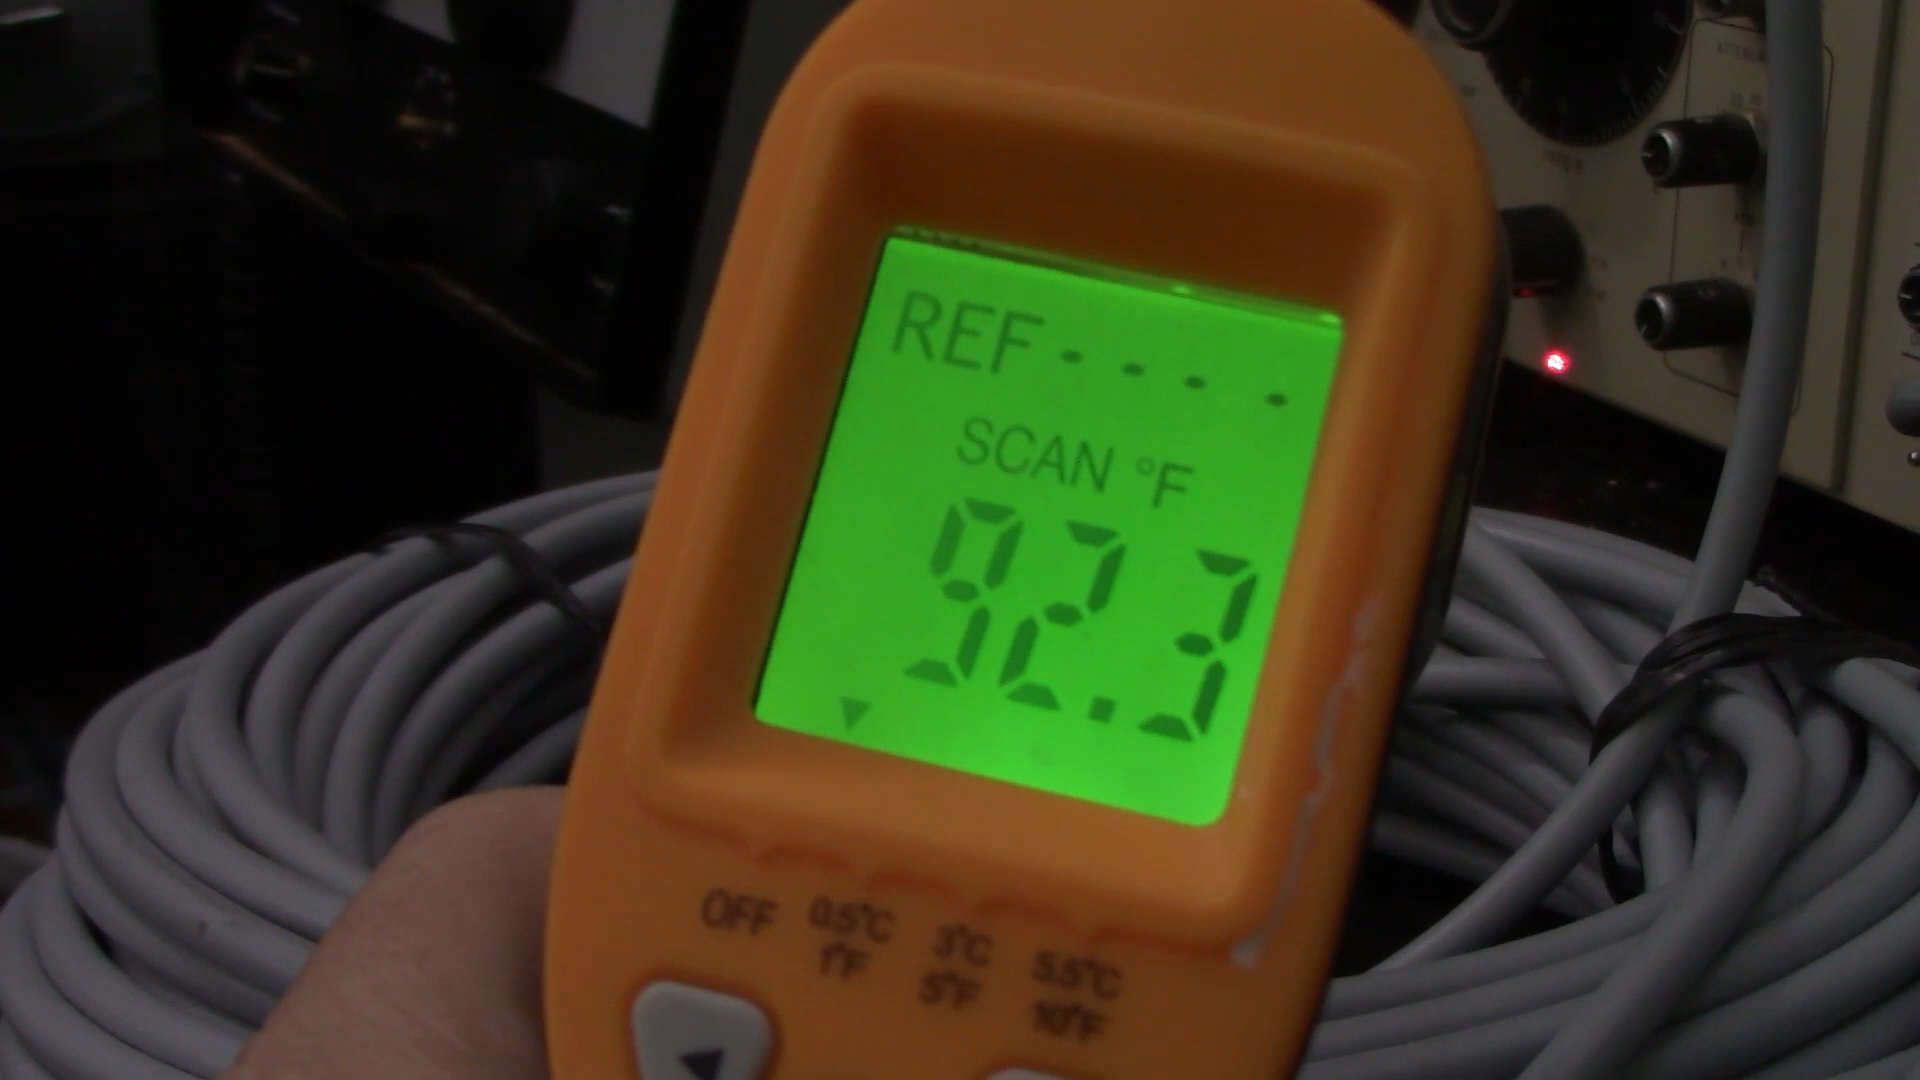 REF - - - -
SCAN °F
92.3
OFF 0.5°C 3°C 5.5°C
1°F 5°F 10°F